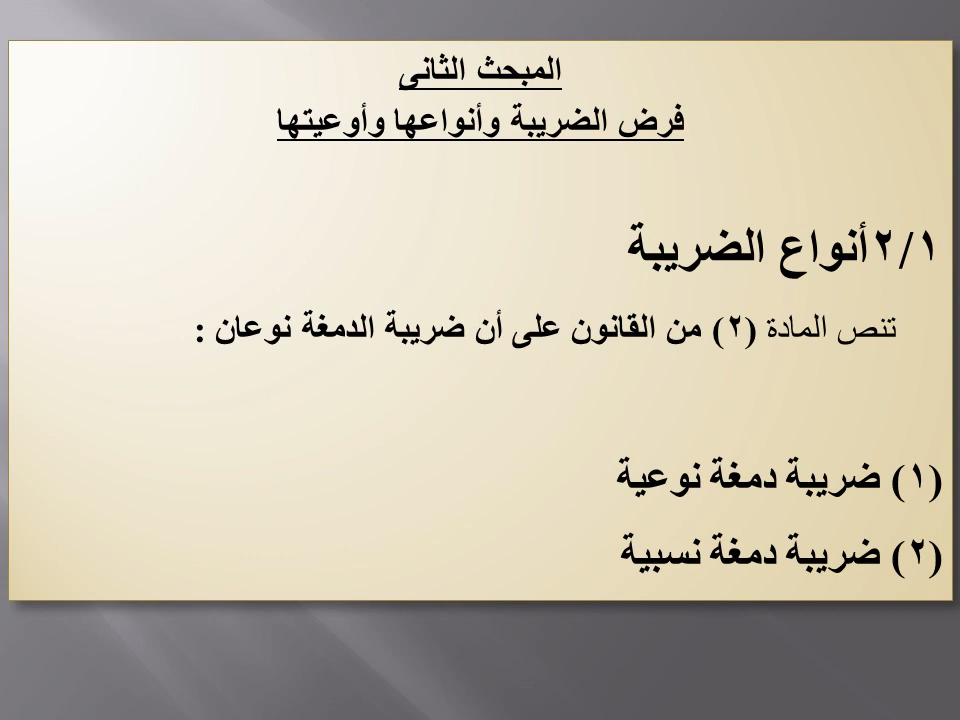 المبحث الثانى
فرض الضريبة وأنواعها وأوعيتها
٢/١أنواع الضريبة
تنص المادة (٢) من القانون على أن ضريبة الدمغة نوعان :
(١) ضريبة دمغة نوعية
(٢) ضريبة دمغة نسبية